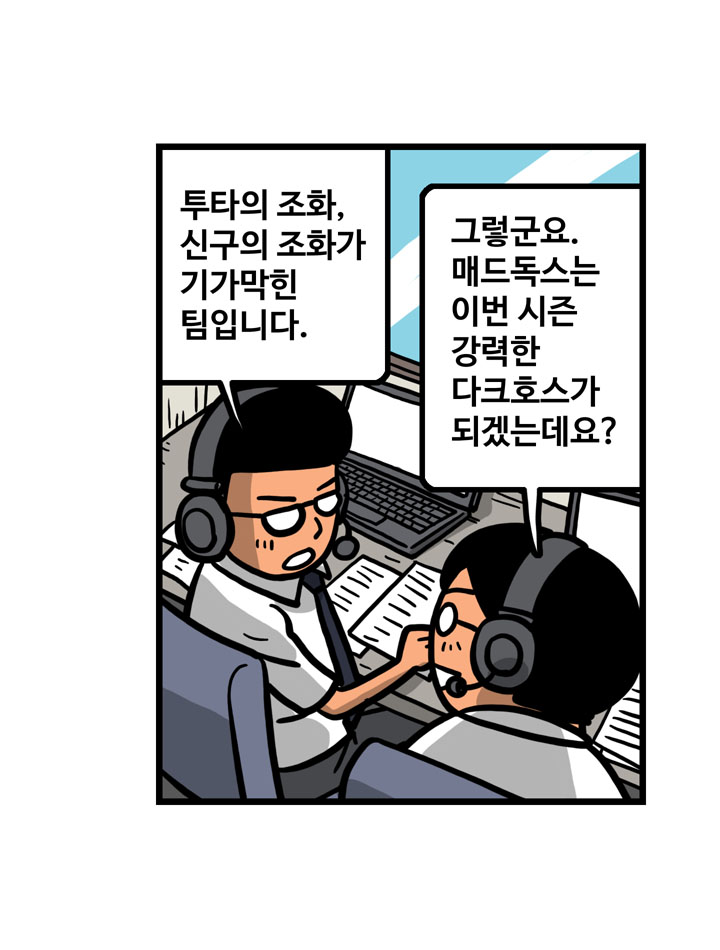 투타의 조화,
신구의 조화가
기가막힌
팀입니다.
그렇군요.
매드독스는
이번 시즌
강력한
다크호스가
되겠는데요?